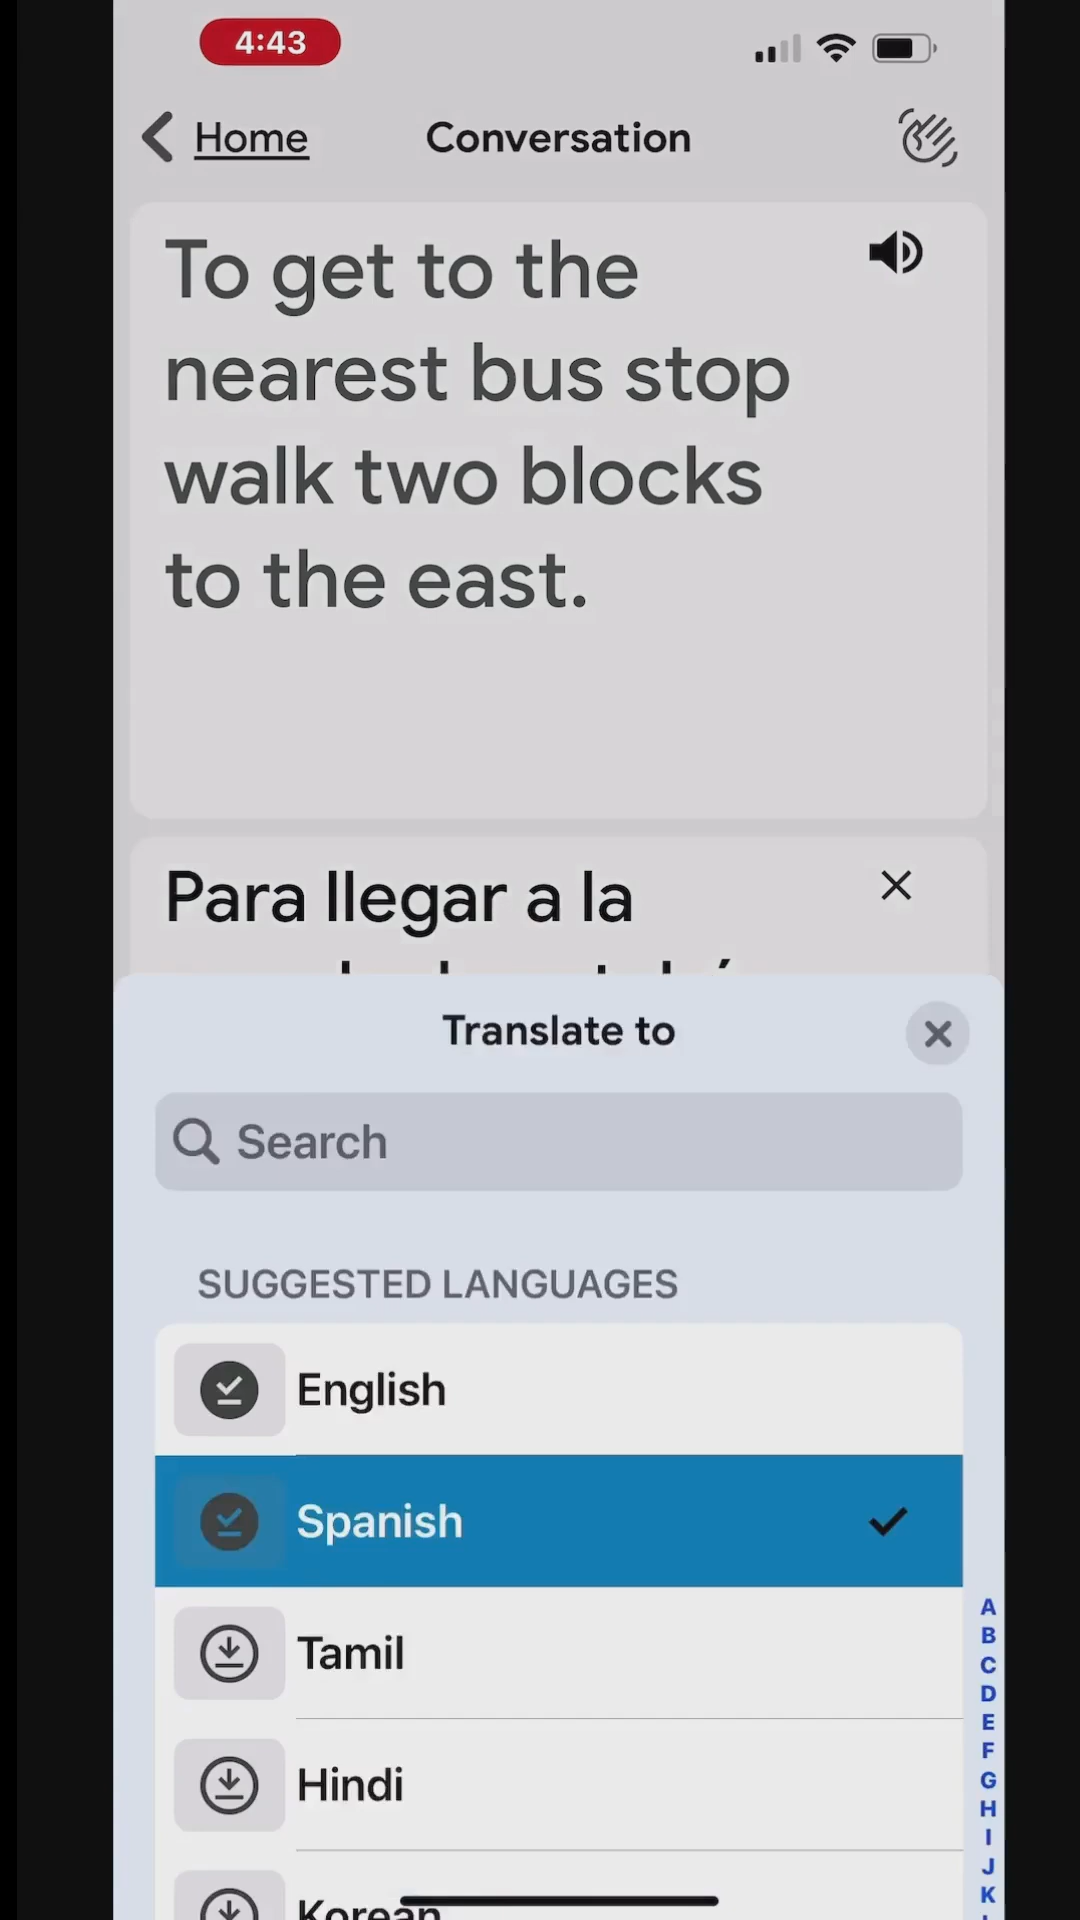 4:43
Home
Conversation
To get to the
nearest bus stop
walk two blocks
to the east.
Para llegar a la
Translate to
Search
SUGGESTED LANGUAGES
English
Spanish
Tamil
Hindi
Korean
A
B
C
D
E
F
G
H
I
J
K